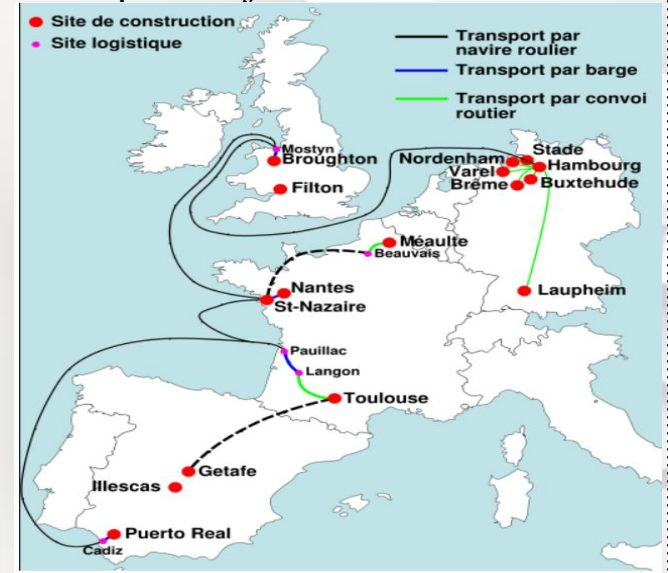 Site de construction
Site logistique
Transport par
navire roulier
Transport par barge
Transport par convoi
routier
Mostyn
Broughton
Filton
Nordenham
Stade
Hambourg
Varel
Brême
Buxtehude
Méaulte
Beauvais
Laupheim
Nantes
St-Nazaire
Pauillac
Langon
Toulouse
Getafe
Illescas
Puerto Real
Cadiz